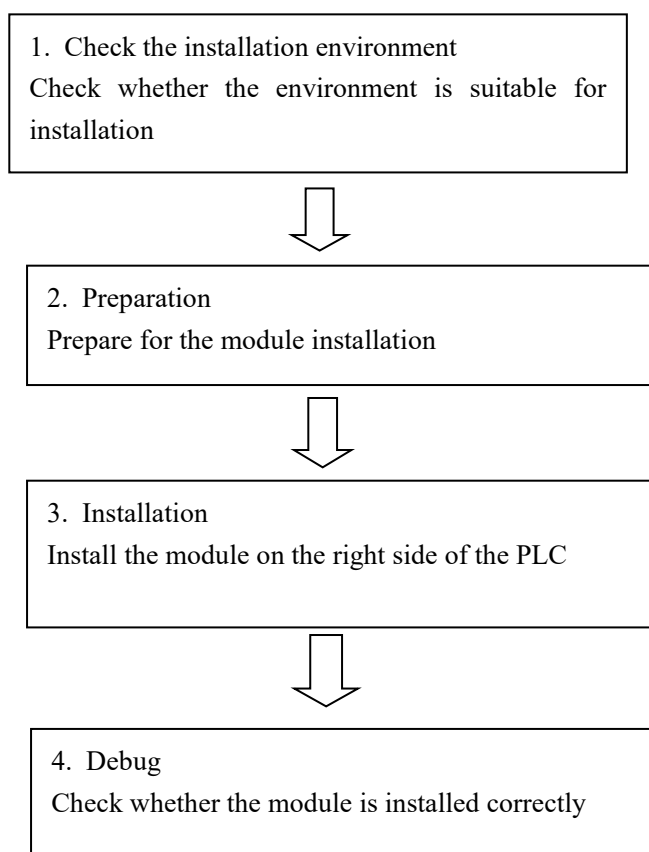 1. Check the installation environment
Check whether the environment is suitable for
installation
2. Preparation
Prepare for the module installation
3. Installation
Install the module on the right side of the PLC
4. Debug
Check whether the module is installed correctly